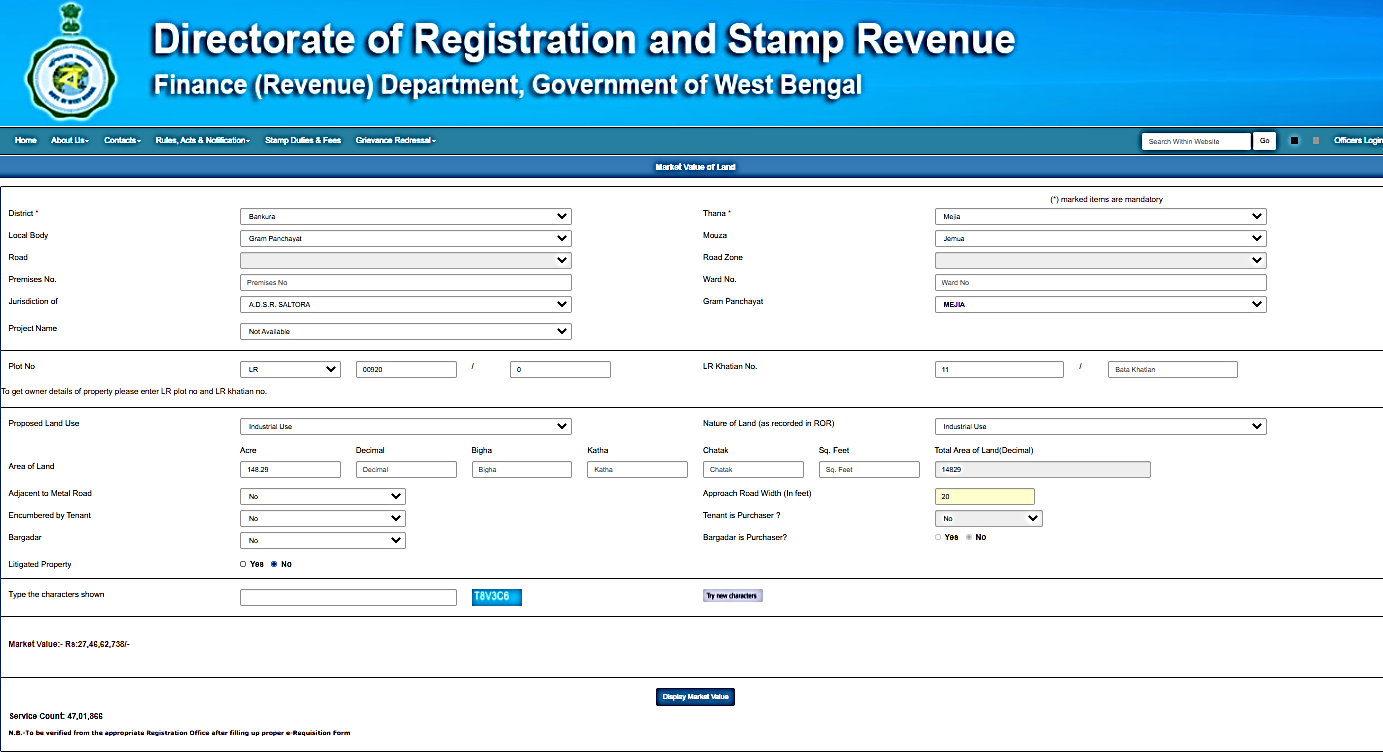 Directorate of Registration and Stamp Revenue
Finance (Revenue) Department, Government of West Bengal
Home About Us Contacts Rules, Acts & Notification Stamp Duties & Fees Grievance Redressal Search Within Website Go Officers Login
Market Value of Land
(*) marked items are mandatory
District * Bankura Thana * Mejia
Local Body Gram Panchayat Mouza Jemua
Road Road Zone
Premises No. Premises No Ward No. Ward No
Jurisdiction of A.D.S.R. SALTORA Gram Panchayat MEJIA
Project Name Not Available
Plot No LR 00920 / 0 LR Khatian No. 11 / Bata Khatian
To get owner details of property please enter LR plot no and LR khatian no.
Proposed Land Use Industrial Use Nature of Land (as recorded in ROR) Industrial Use
Acre Decimal Bigha Katha Chatak Sq. Feet Total Area of Land(Decimal)
Area of Land 148.29 Decimal Bigha Katha Chatak Sq. Feet 14829
Adjacent to Metal Road No Approach Road Width (In feet) 20
Encumbered by Tenant No Tenant is Purchaser ? No
Bargadar No Bargadar is Purchaser? Yes No
Litigated Property Yes No
Type the characters shown T8V3C6 Try new characters
Market Value:- Rs:27,46,62,738/-
Display Market Value
Service Count: 47,01,866
N.B.-To be verified from the appropriate Registration Office after filling up proper e-Requisition Form